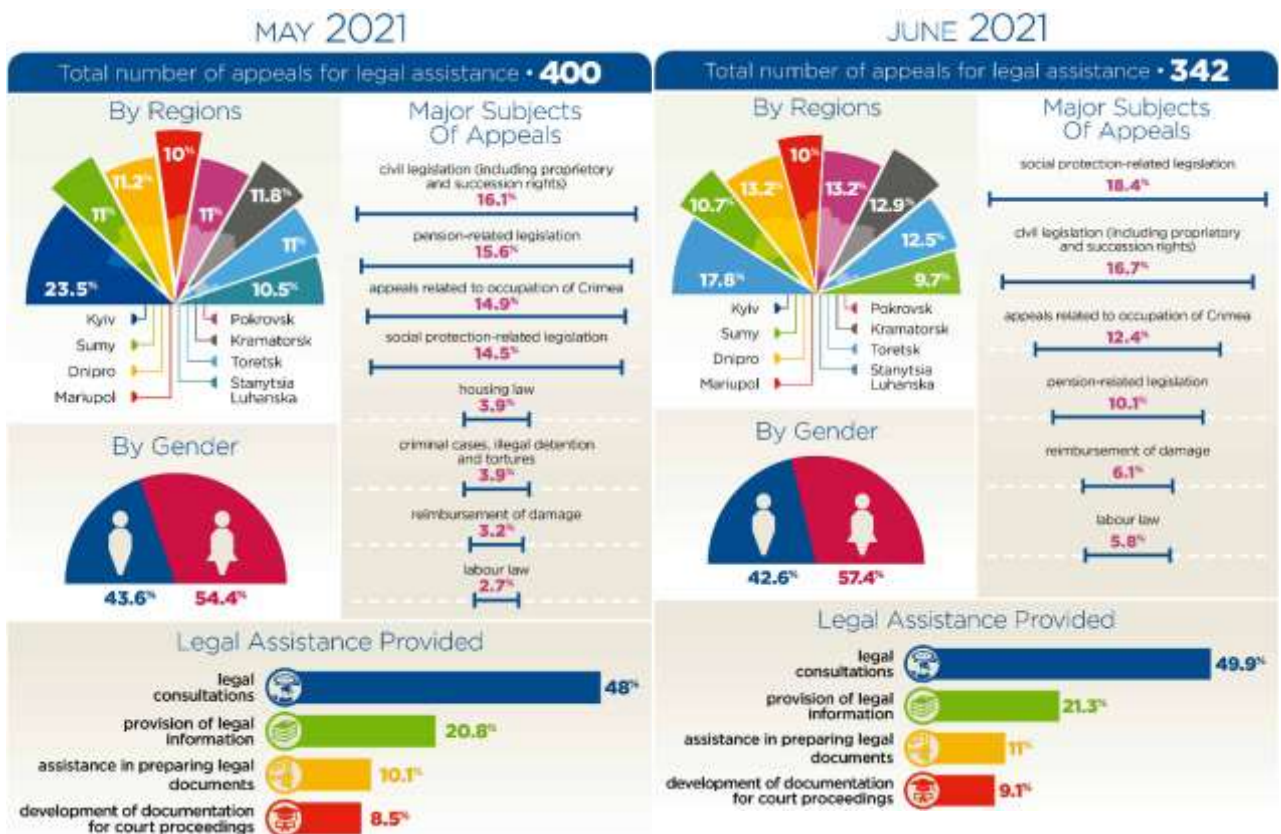 MAY 2021
Total number of appeals for legal assistance • 400
By Regions
23.5%
11%
11.2%
10%
11%
11.8%
11%
10.5%
Kyiv
Sumy
Dnipro
Mariupol
Pokrovsk
Kramatorsk
Toretsk
Stanytsia
Luhanska
By Gender
43.6%
54.4%
Major Subjects
Of Appeals
civil legislation (including proprietary
and succession rights)
16.1%
pension-related legislation
15.6%
appeals related to occupation of Crimea
14.9%
social protection-related legislation
14.5%
housing law
3.9%
criminal cases, illegal detention
and tortures
3.9%
reimbursement of damage
3.2%
labour law
2.7%
Legal Assistance Provided
legal
consultations
48%
provision of legal
information
20.8%
assistance in preparing legal
documents
10.1%
development of documentation
for court proceedings
8.5%
JUNE 2021
Total number of appeals for legal assistance • 342
By Regions
17.8%
10.7%
13.2%
10%
13.2%
12.9%
12.5%
9.7%
Kyiv
Sumy
Dnipro
Mariupol
Pokrovsk
Kramatorsk
Toretsk
Stanytsia
Luhanska
By Gender
42.6%
57.4%
Major Subjects
Of Appeals
social protection-related legislation
18.4%
civil legislation (including proprietary
and succession rights)
16.7%
appeals related to occupation of Crimea
12.4%
pension-related legislation
10.1%
reimbursement of damage
6.1%
labour law
5.8%
Legal Assistance Provided
legal
consultations
49.9%
provision of legal
information
21.3%
assistance in preparing legal
documents
11%
development of documentation
for court proceedings
9.1%